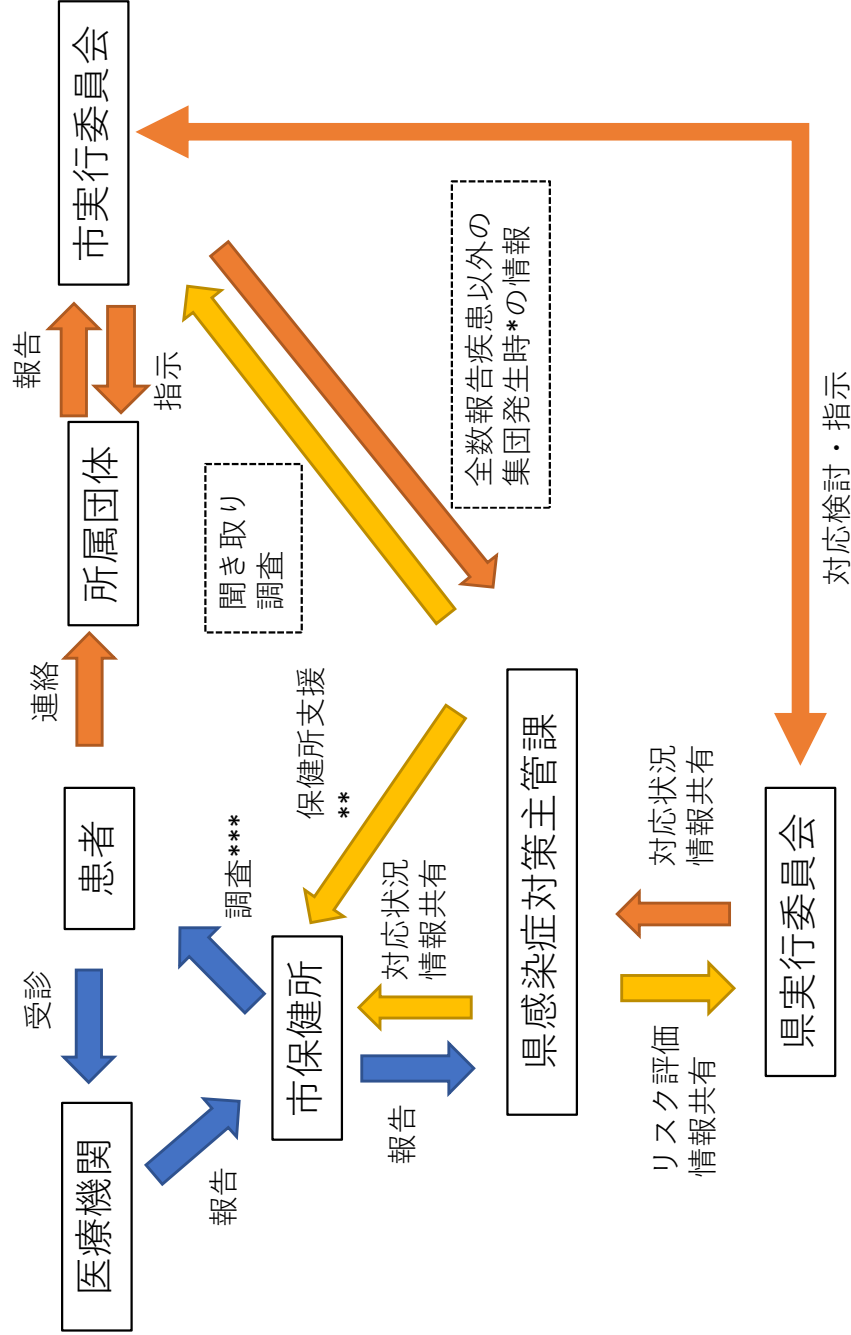 医療機関
受診
患者
連絡
所属団体
報告
指示
市実行委員会
報告
調査***
市保健所
保健所支援
**
聞き取り
調査
報告
対応状況
情報共有
全数報告疾患以外の
集団発生時*の情報
県感染症対策主管課
リスク評価
情報共有
対応状況
情報共有
県実行委員会
対応検討・指示